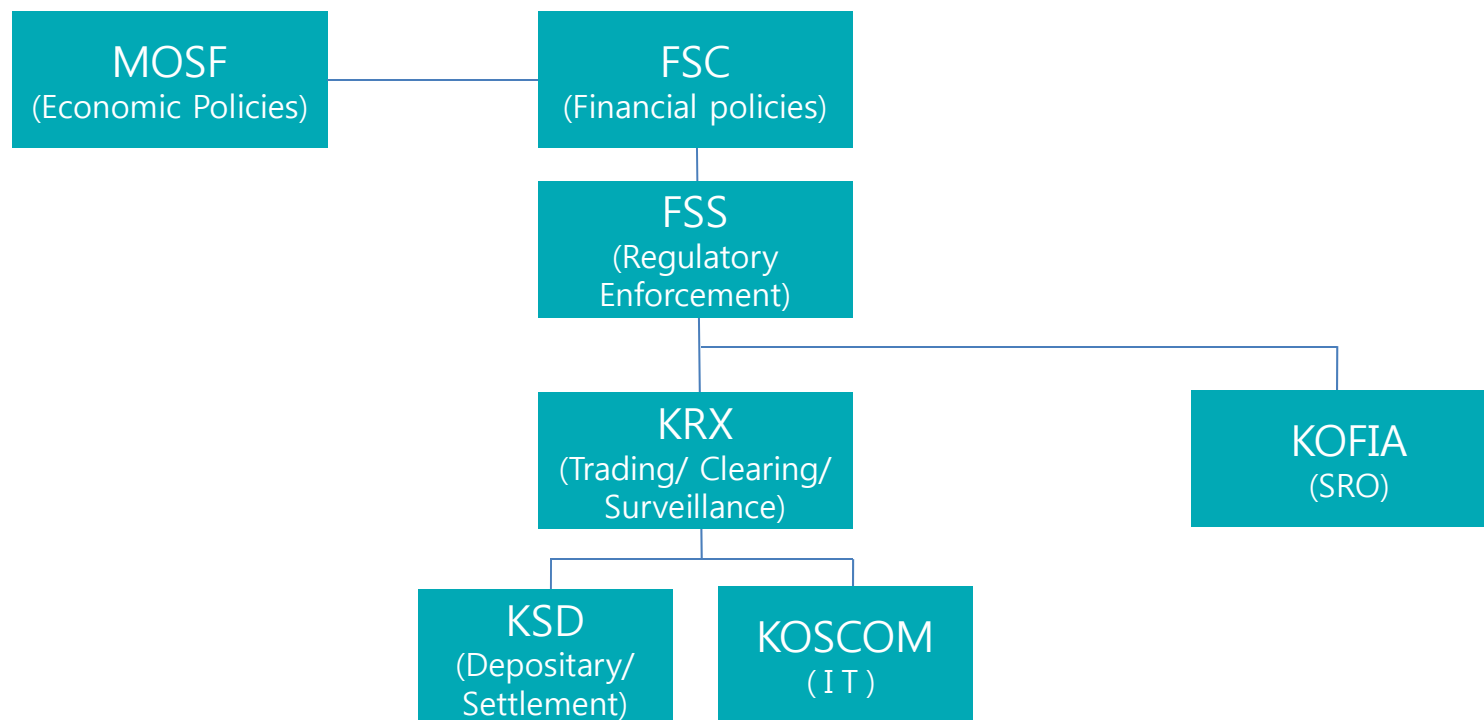 MOSF
(Economic Policies)
FSC
(Financial policies)
FSS
(Regulatory
Enforcement)
KRX
(Trading/ Clearing/
Surveillance)
KOFIA
(SRO)
KSD
(Depositary/
Settlement)
KOSCOM
(IT)